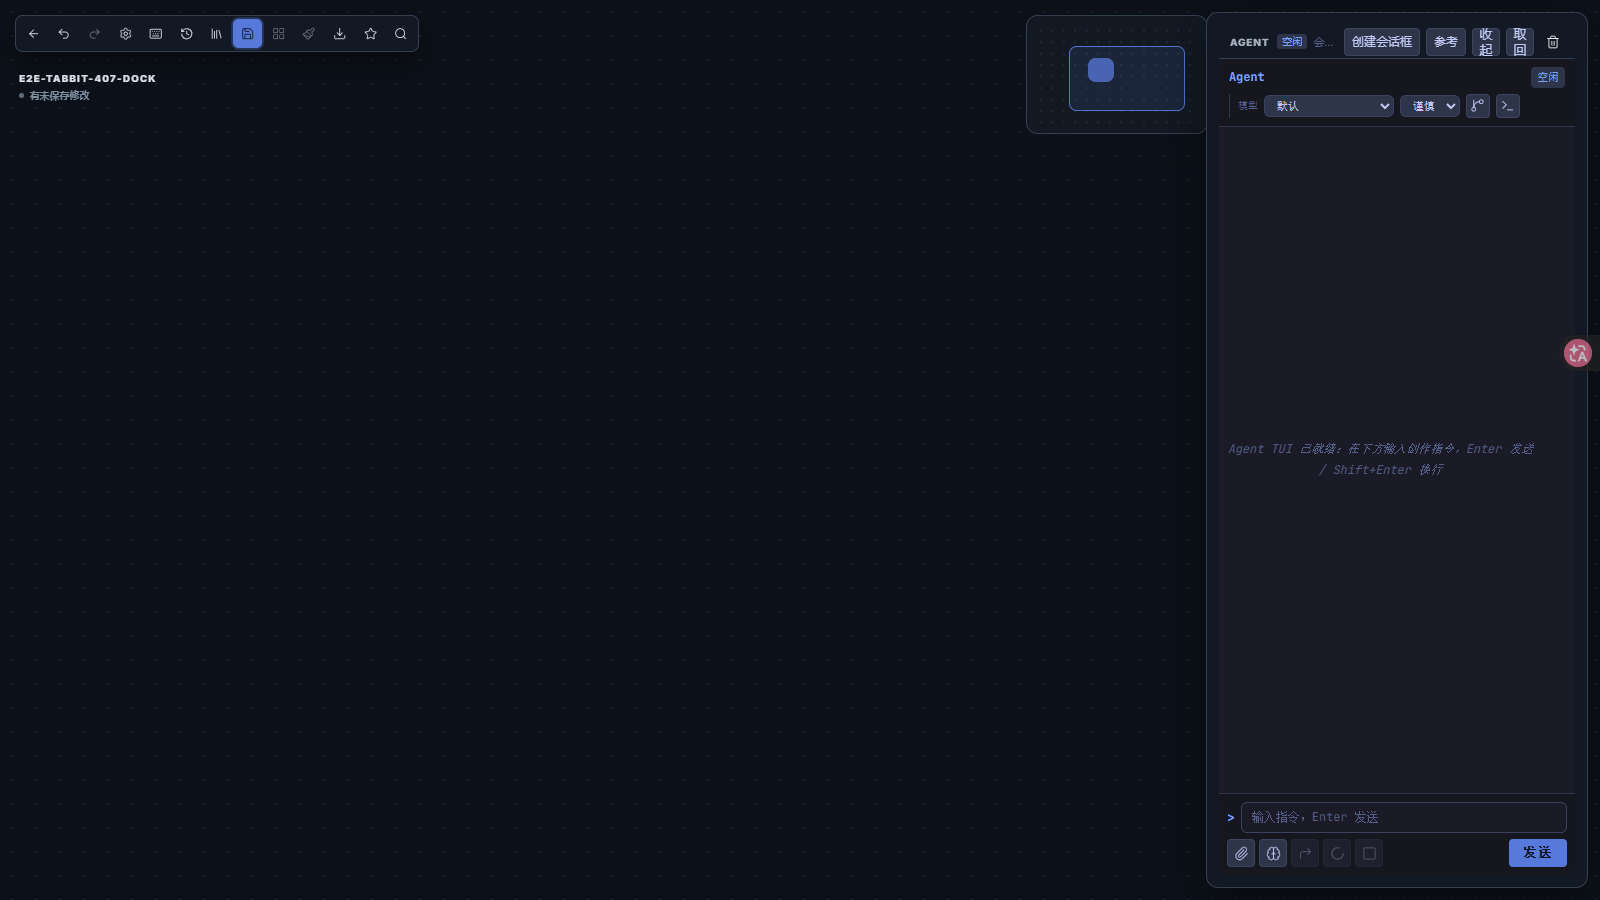 E2E-TABBIT-407-DOCK
有未保存修改
AGENT 空闲 会... 创建会话框 参考 收起 取回
Agent 空闲
模型 默认 谨慎
Agent TUI 已就绪：在下方输入创作指令，Enter 发送
/ Shift+Enter 换行
> 输入指令，Enter 发送
发送